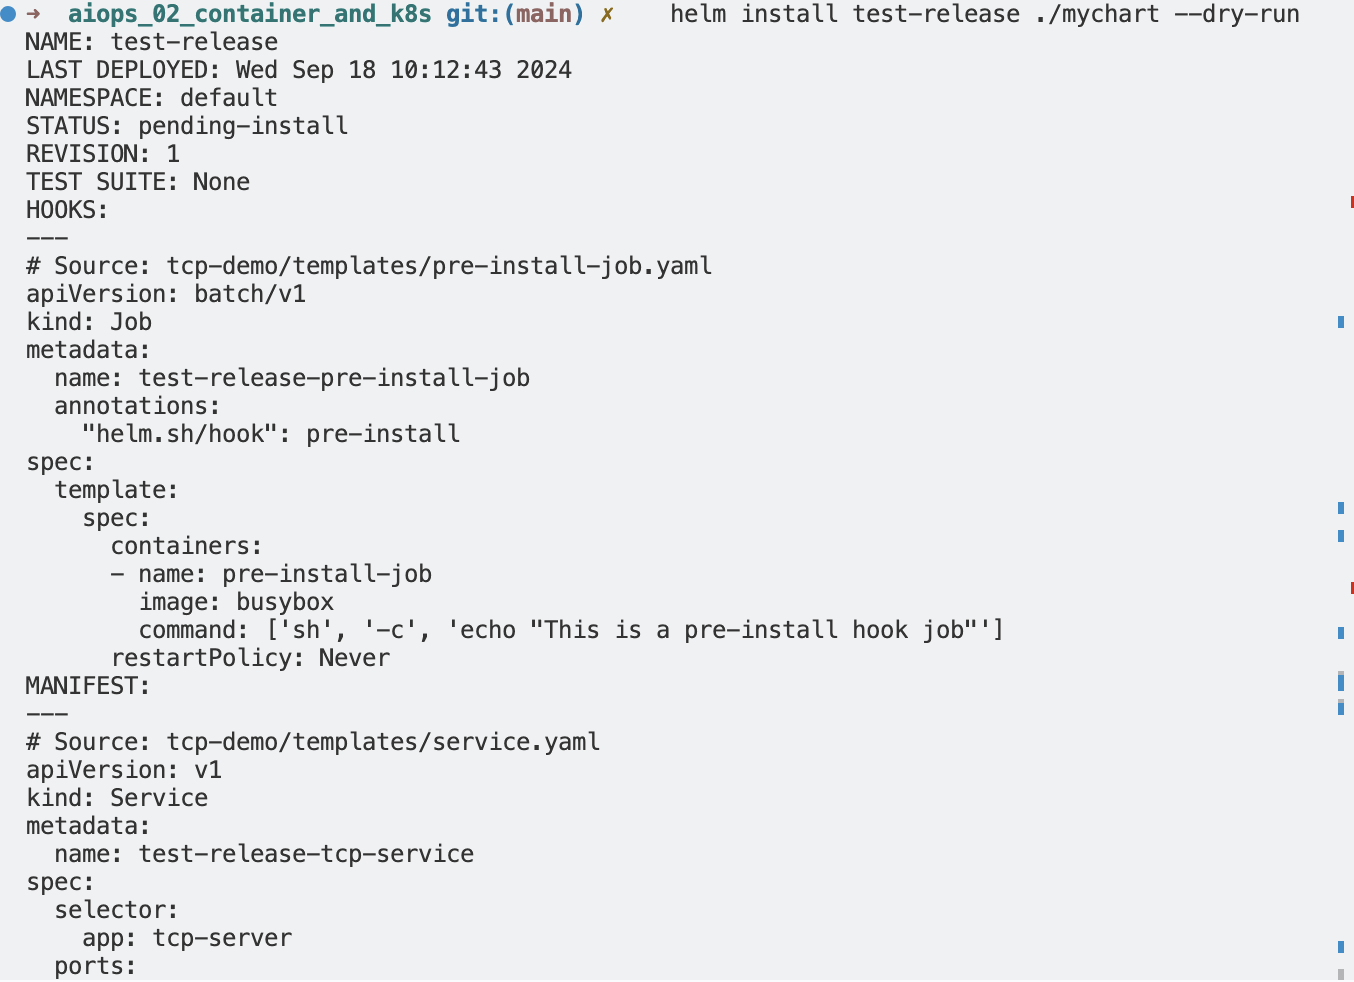 ➜  aiops_02_container_and_k8s git:(main) ✗    helm install test-release ./mychart --dry-run
NAME: test-release
LAST DEPLOYED: Wed Sep 18 10:12:43 2024
NAMESPACE: default
STATUS: pending-install
REVISION: 1
TEST SUITE: None
HOOKS:
---
# Source: tcp-demo/templates/pre-install-job.yaml
apiVersion: batch/v1
kind: Job
metadata:
  name: test-release-pre-install-job
  annotations:
    "helm.sh/hook": pre-install
spec:
  template:
    spec:
      containers:
      - name: pre-install-job
        image: busybox
        command: ['sh', '-c', 'echo "This is a pre-install hook job"']
      restartPolicy: Never
MANIFEST:
---
# Source: tcp-demo/templates/service.yaml
apiVersion: v1
kind: Service
metadata:
  name: test-release-tcp-service
spec:
  selector:
    app: tcp-server
  ports: